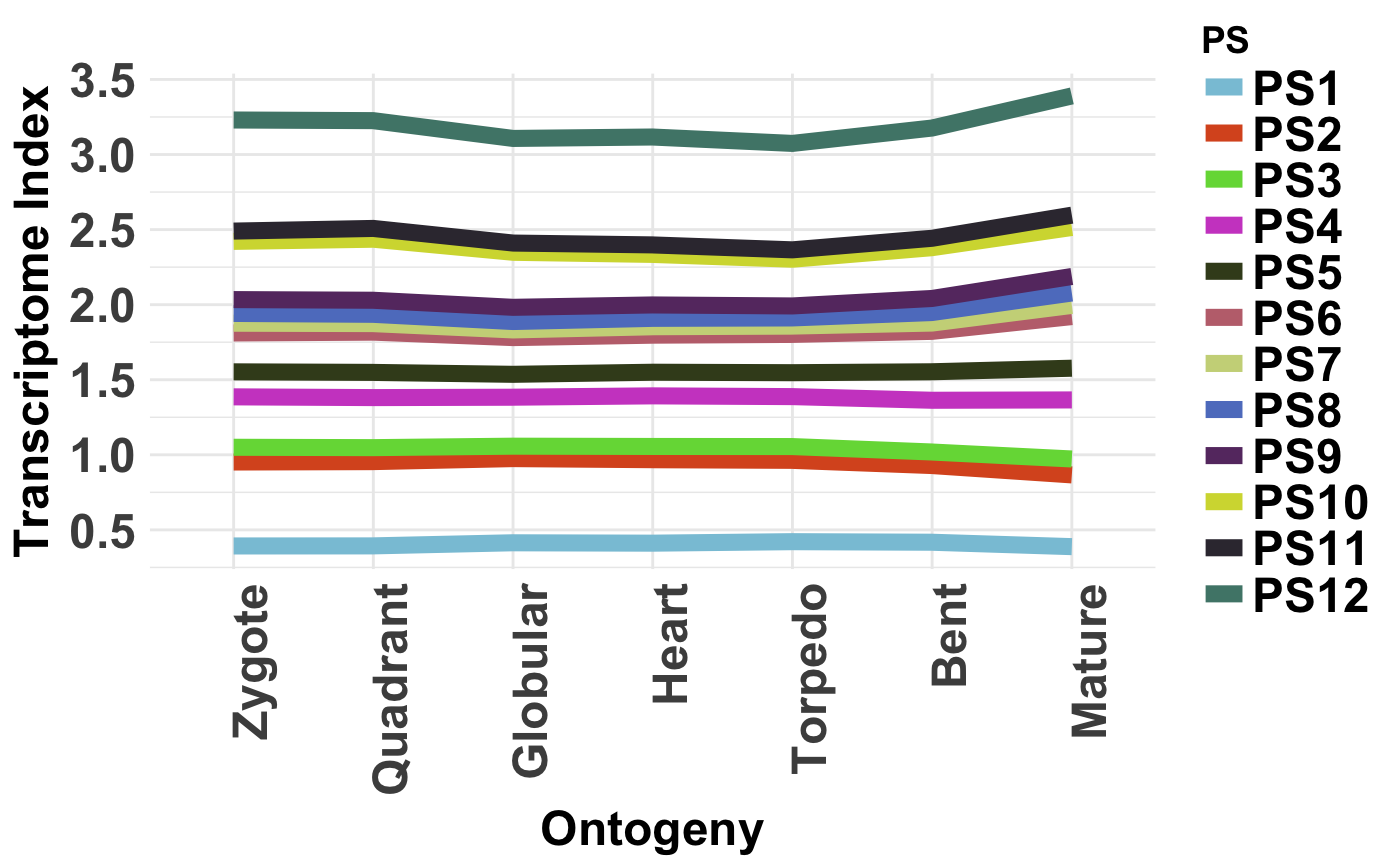 Transcriptome Index
3.5
3.0
2.5
2.0
1.5
1.0
0.5
Zygote
Quadrant
Globular
Heart
Torpedo
Bent
Mature
Ontogeny
PS
PS1
PS2
PS3
PS4
PS5
PS6
PS7
PS8
PS9
PS10
PS11
PS12